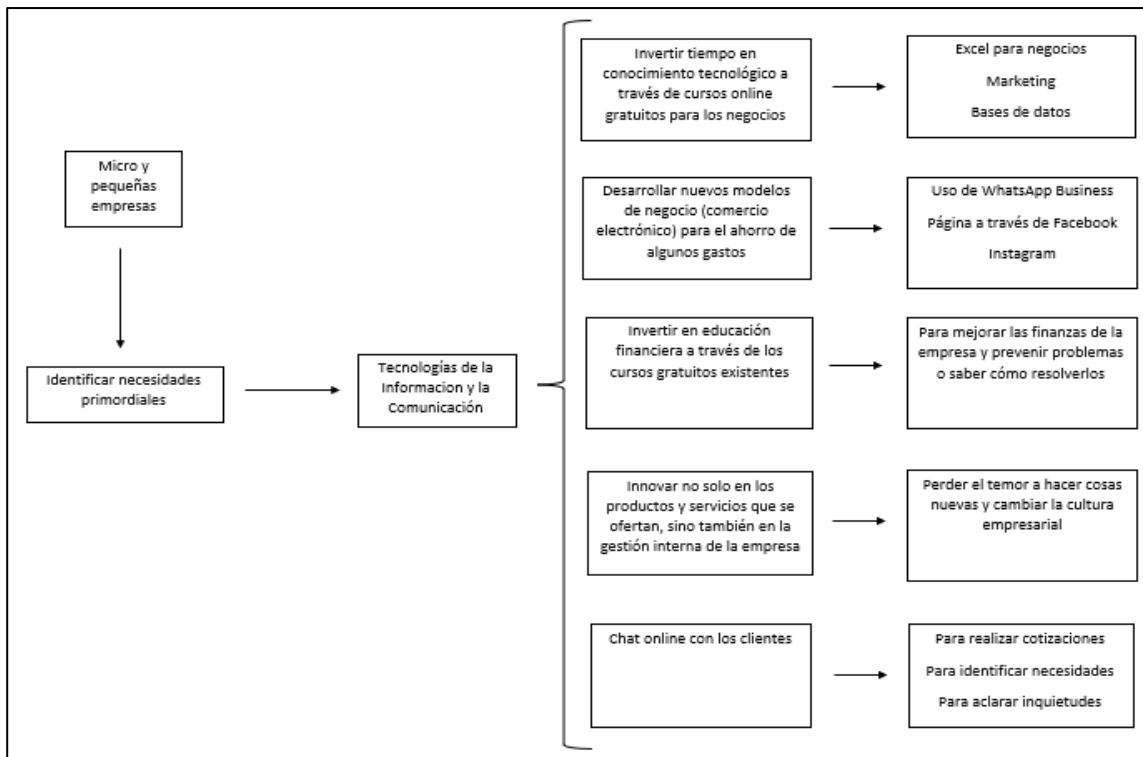 Micro y
pequeñas
empresas
Identificar necesidades
primordiales
Tecnologías de la
Informacion y la
Comunicación
Invertir tiempo en
conocimiento tecnológico a
través de cursos online
gratuitos para los negocios
Excel para negocios
Marketing
Bases de datos
Desarrollar nuevos modelos
de negocio (comercio
electrónico) para el ahorro de
algunos gastos
Uso de WhatsApp Business
Página a través de Facebook
Instagram
Invertir en educación
financiera a través de los
cursos gratuitos existentes
Para mejorar las finanzas de la
empresa y prevenir problemas
o saber cómo resolverlos
Innovar no solo en los
productos y servicios que se
ofertan, sino también en la
gestión interna de la empresa
Perder el temor a hacer cosas
nuevas y cambiar la cultura
empresarial
Chat online con los clientes
Para realizar cotizaciones
Para identificar necesidades
Para aclarar inquietudes